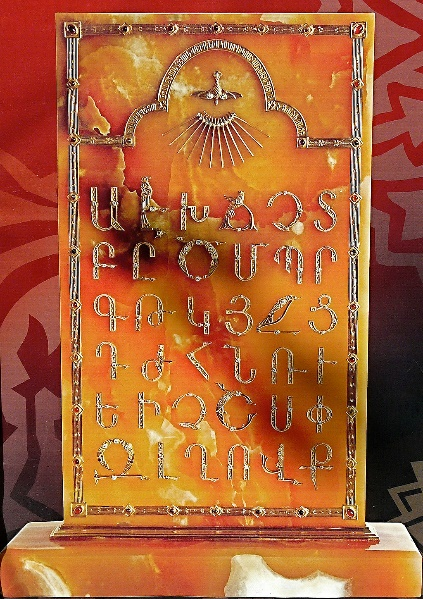 Ա Է Խ Ճ Չ Տ
Բ Ը Ծ Մ Պ Ր
Գ Թ Կ Յ Ջ Ց
Դ Ժ Հ Ն Ռ Ւ
Ե Ի Ձ Շ Ս Փ
Զ Լ Ղ Ո Վ Ք